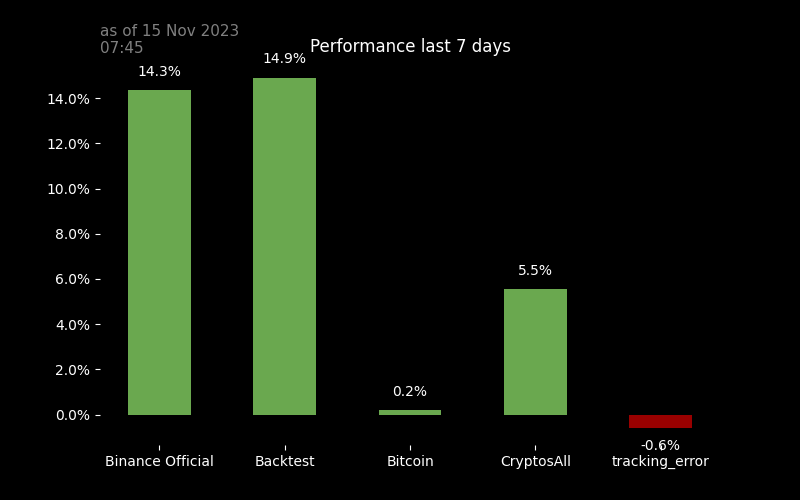 as of 15 Nov 2023
07:45
Performance last 7 days
14.3%
14.9%
0.2%
5.5%
-0.6%
14.0%
12.0%
10.0%
8.0%
6.0%
4.0%
2.0%
0.0%
Binance Official
Backtest
Bitcoin
CryptosAll
tracking_error